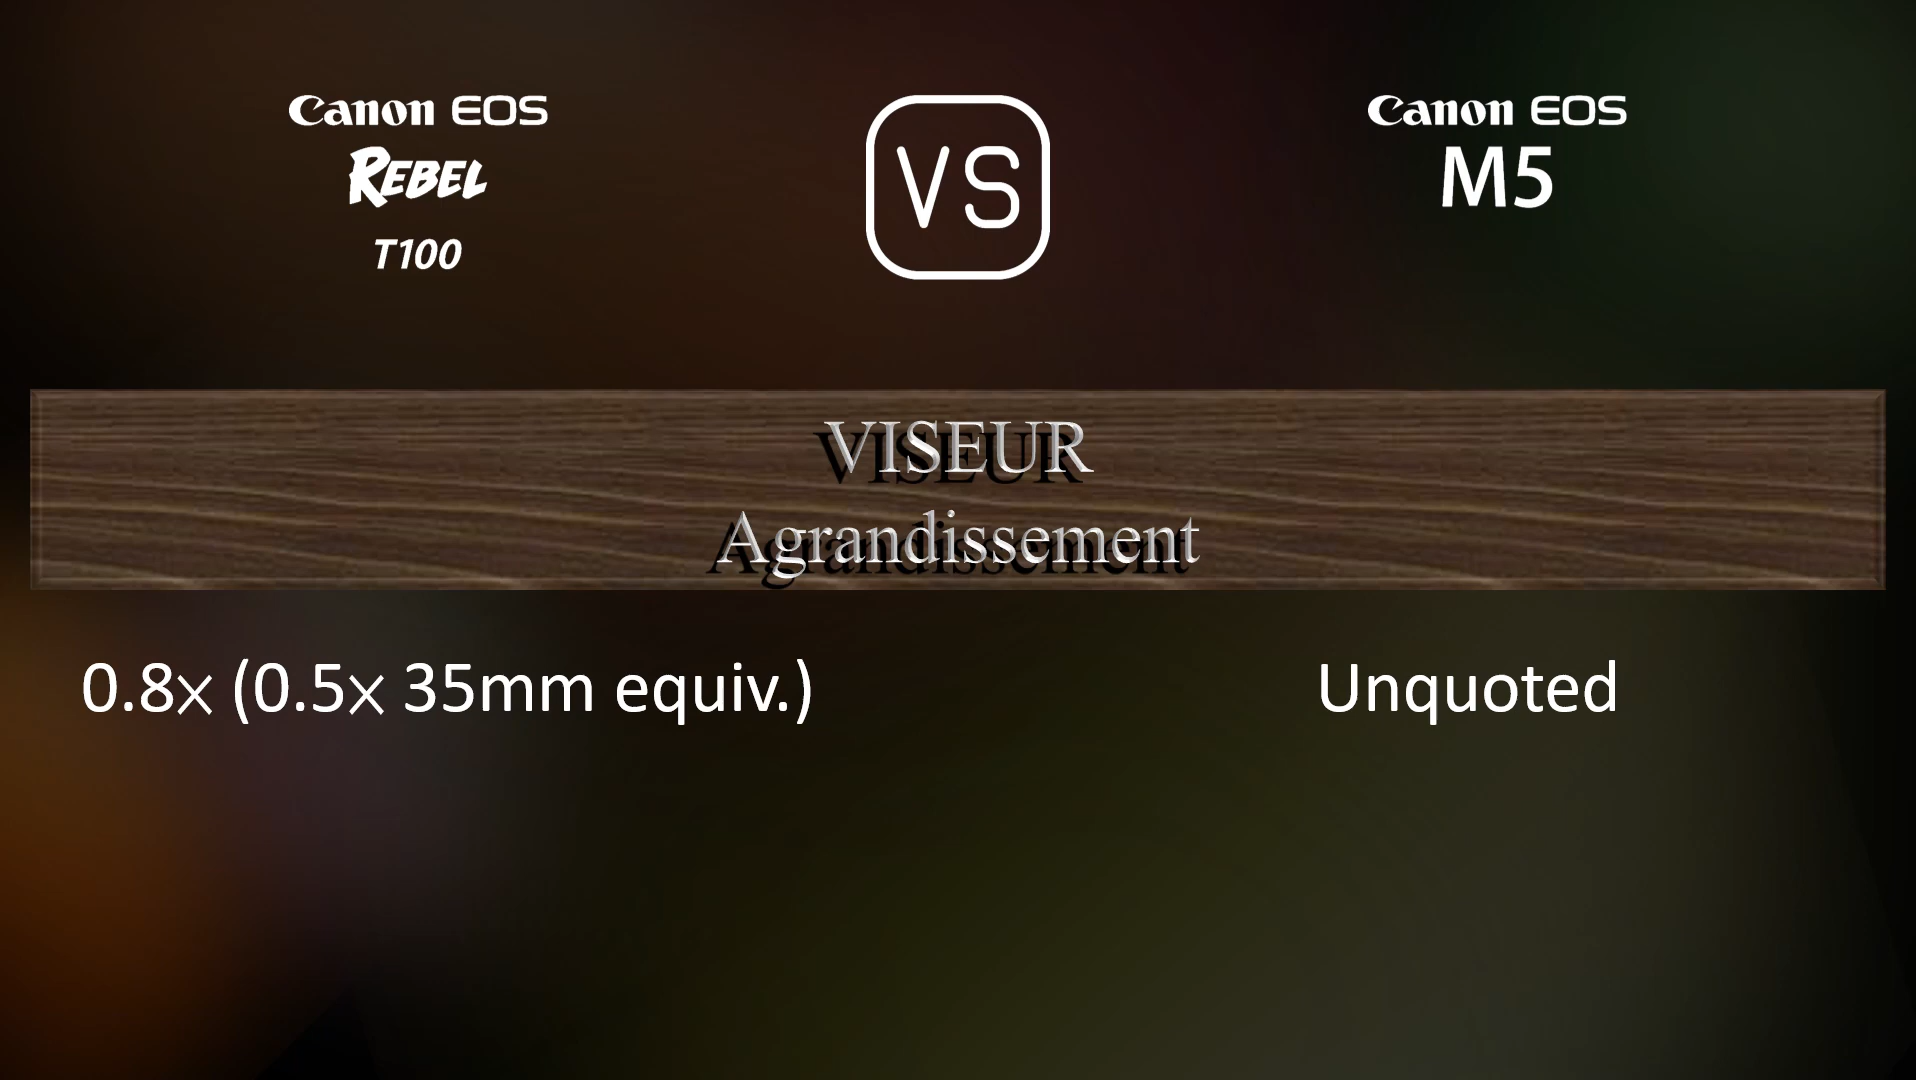 Canon EOS
REBEL
T100
VS
Canon EOS
M5
VISEUR
Agrandissement
0.8x (0.5x 35mm equiv.)
Unquoted